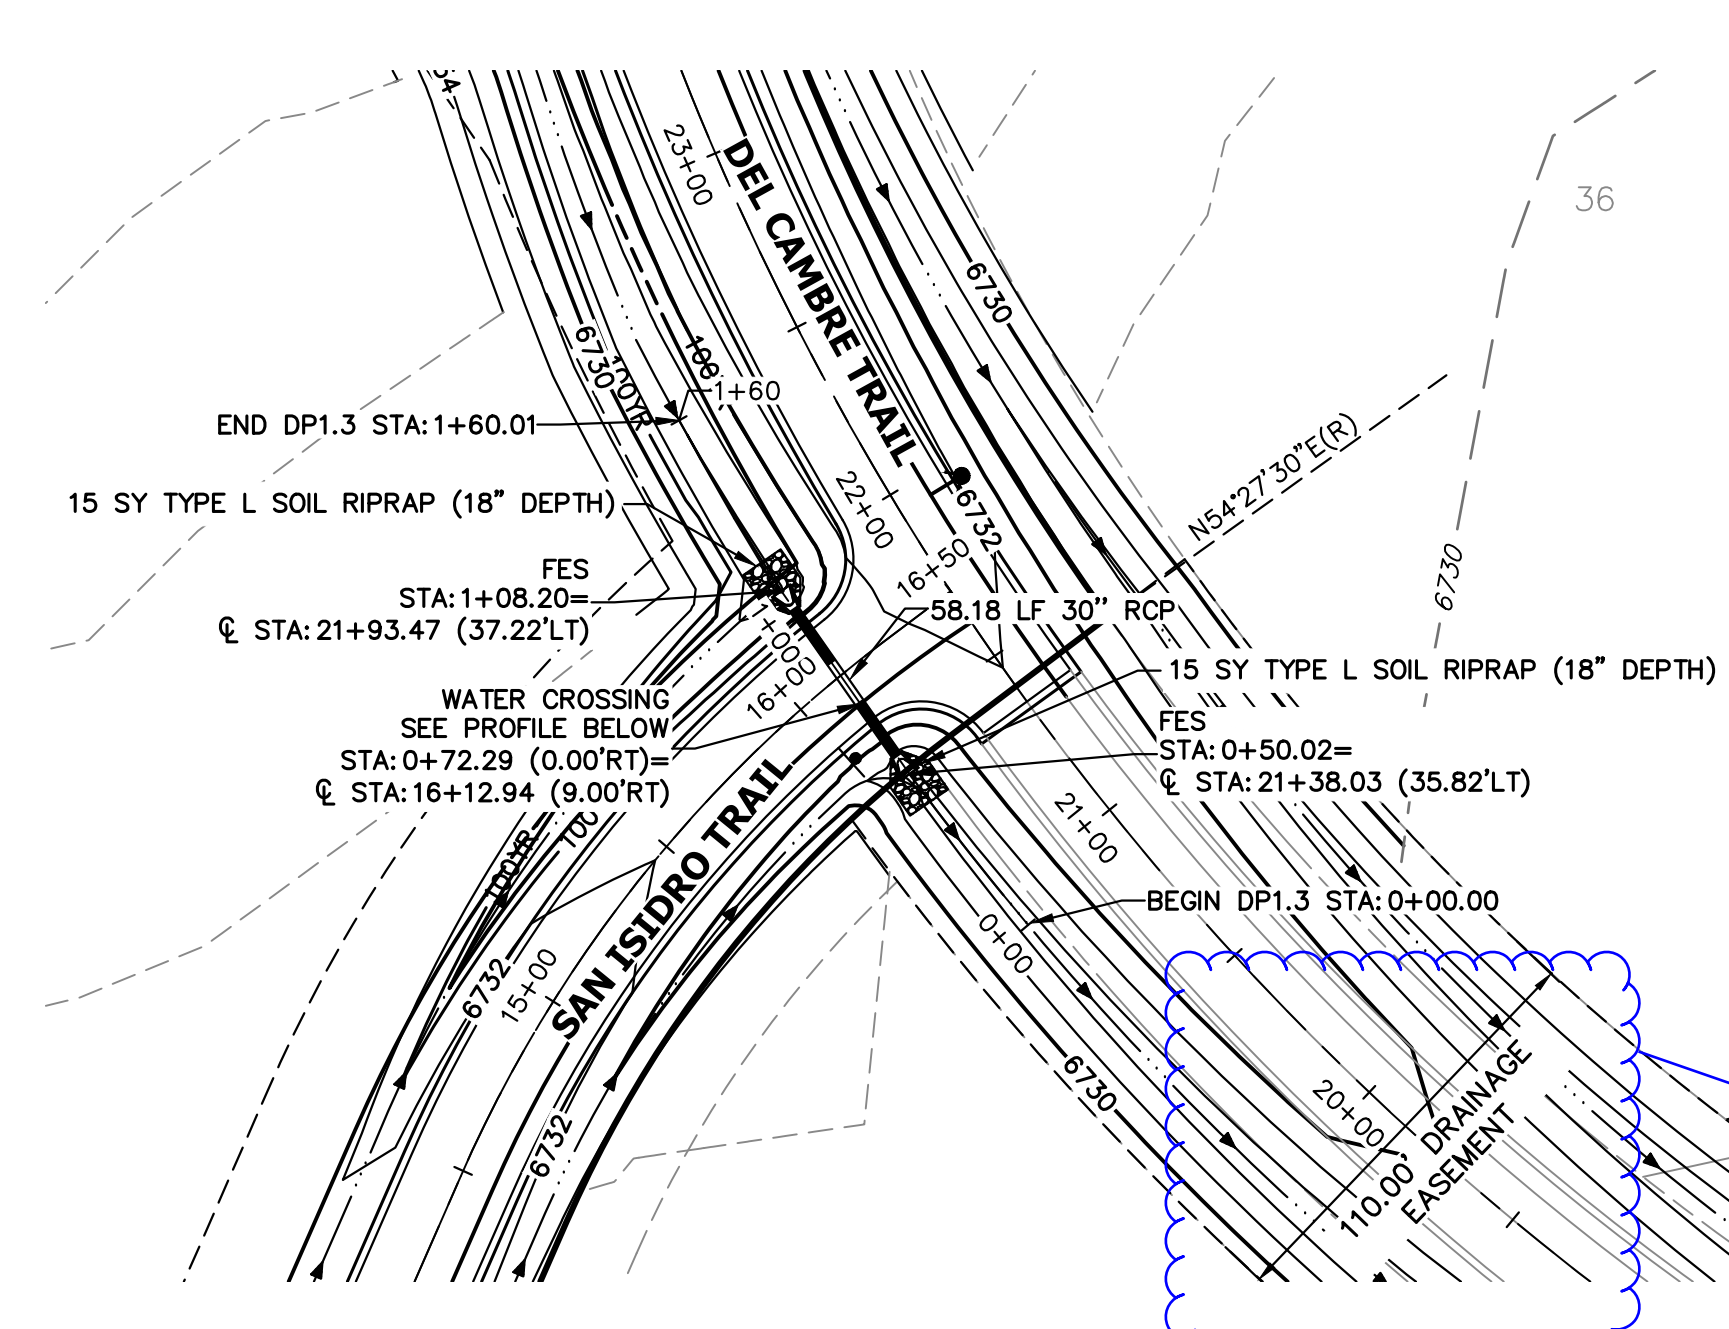 54
36
23+00
DEL CAMBRE TRAIL
6730
6730
100YR
100
1+60
END DP1.3 STA:1+60.01
N54°27'30"E(R)
15 SY TYPE L SOIL RIPRAP (18" DEPTH)
22+00
6732
16+50
6730
FES
STA:1+08.20=
℄ STA:21+93.47 (37.22'LT)
58.18 LF 30" RCP
1+00
16+00
15 SY TYPE L SOIL RIPRAP (18" DEPTH)
WATER CROSSING
SEE PROFILE BELOW
STA:0+72.29 (0.00'RT)=
℄ STA:16+12.94 (9.00'RT)
FES
STA:0+50.02=
℄ STA:21+38.03 (35.82'LT)
21+00
100
100YR
SAN ISIDRO TRAIL
BEGIN DP1.3 STA:0+00.00
0+00
6732
15+00
6730
6732
20+00
110.00' DRAINAGE
EASEMENT